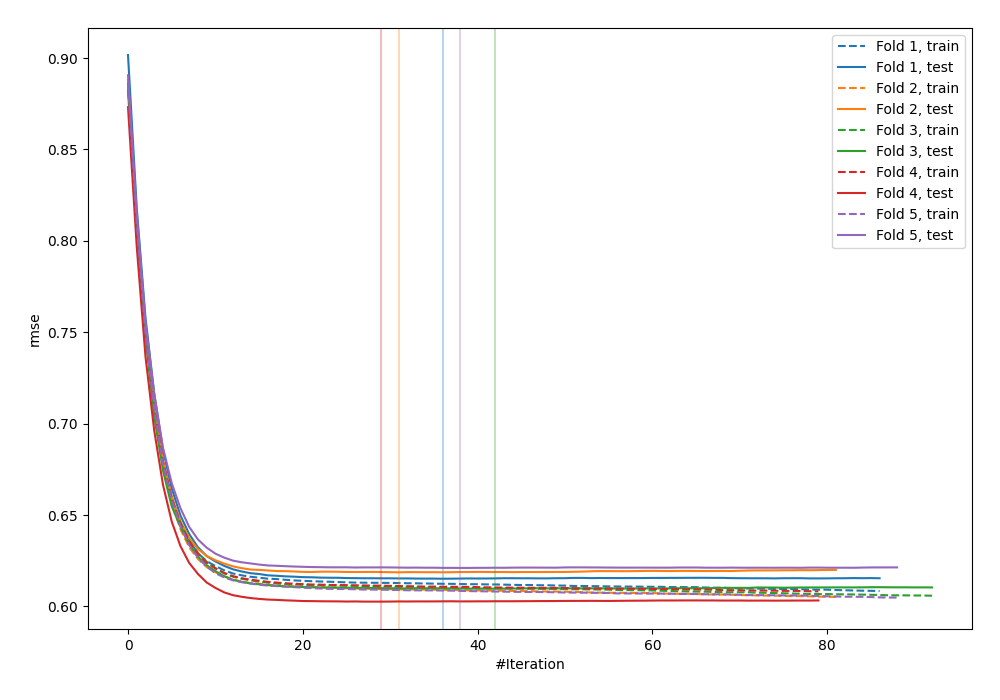 0.90
0.85
0.80
0.75
0.70
0.65
0.60
rmse
0
20
40
60
80
#Iteration
Fold 1, train
Fold 1, test
Fold 2, train
Fold 2, test
Fold 3, train
Fold 3, test
Fold 4, train
Fold 4, test
Fold 5, train
Fold 5, test